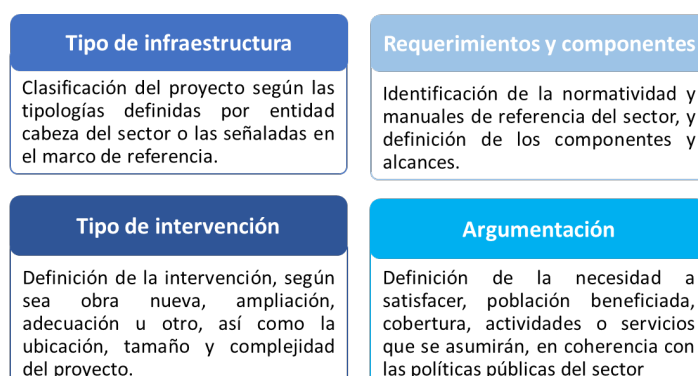 Tipo de infraestructura
Clasificación del proyecto según las
tipologías definidas por entidad
cabeza del sector o las señaladas en
el marco de referencia.
Requerimientos y componentes
Identificación de la normatividad y
manuales de referencia del sector, y
definición de los componentes y
alcances.
Tipo de intervención
Definición de la intervención, según
sea obra nueva, ampliación,
adecuación u otro, así como la
ubicación, tamaño y complejidad
del proyecto.
Argumentación
Definición de la necesidad a
satisfacer, población beneficiada,
cobertura, actividades o servicios
que se asumirán, en coherencia con
las políticas públicas del sector